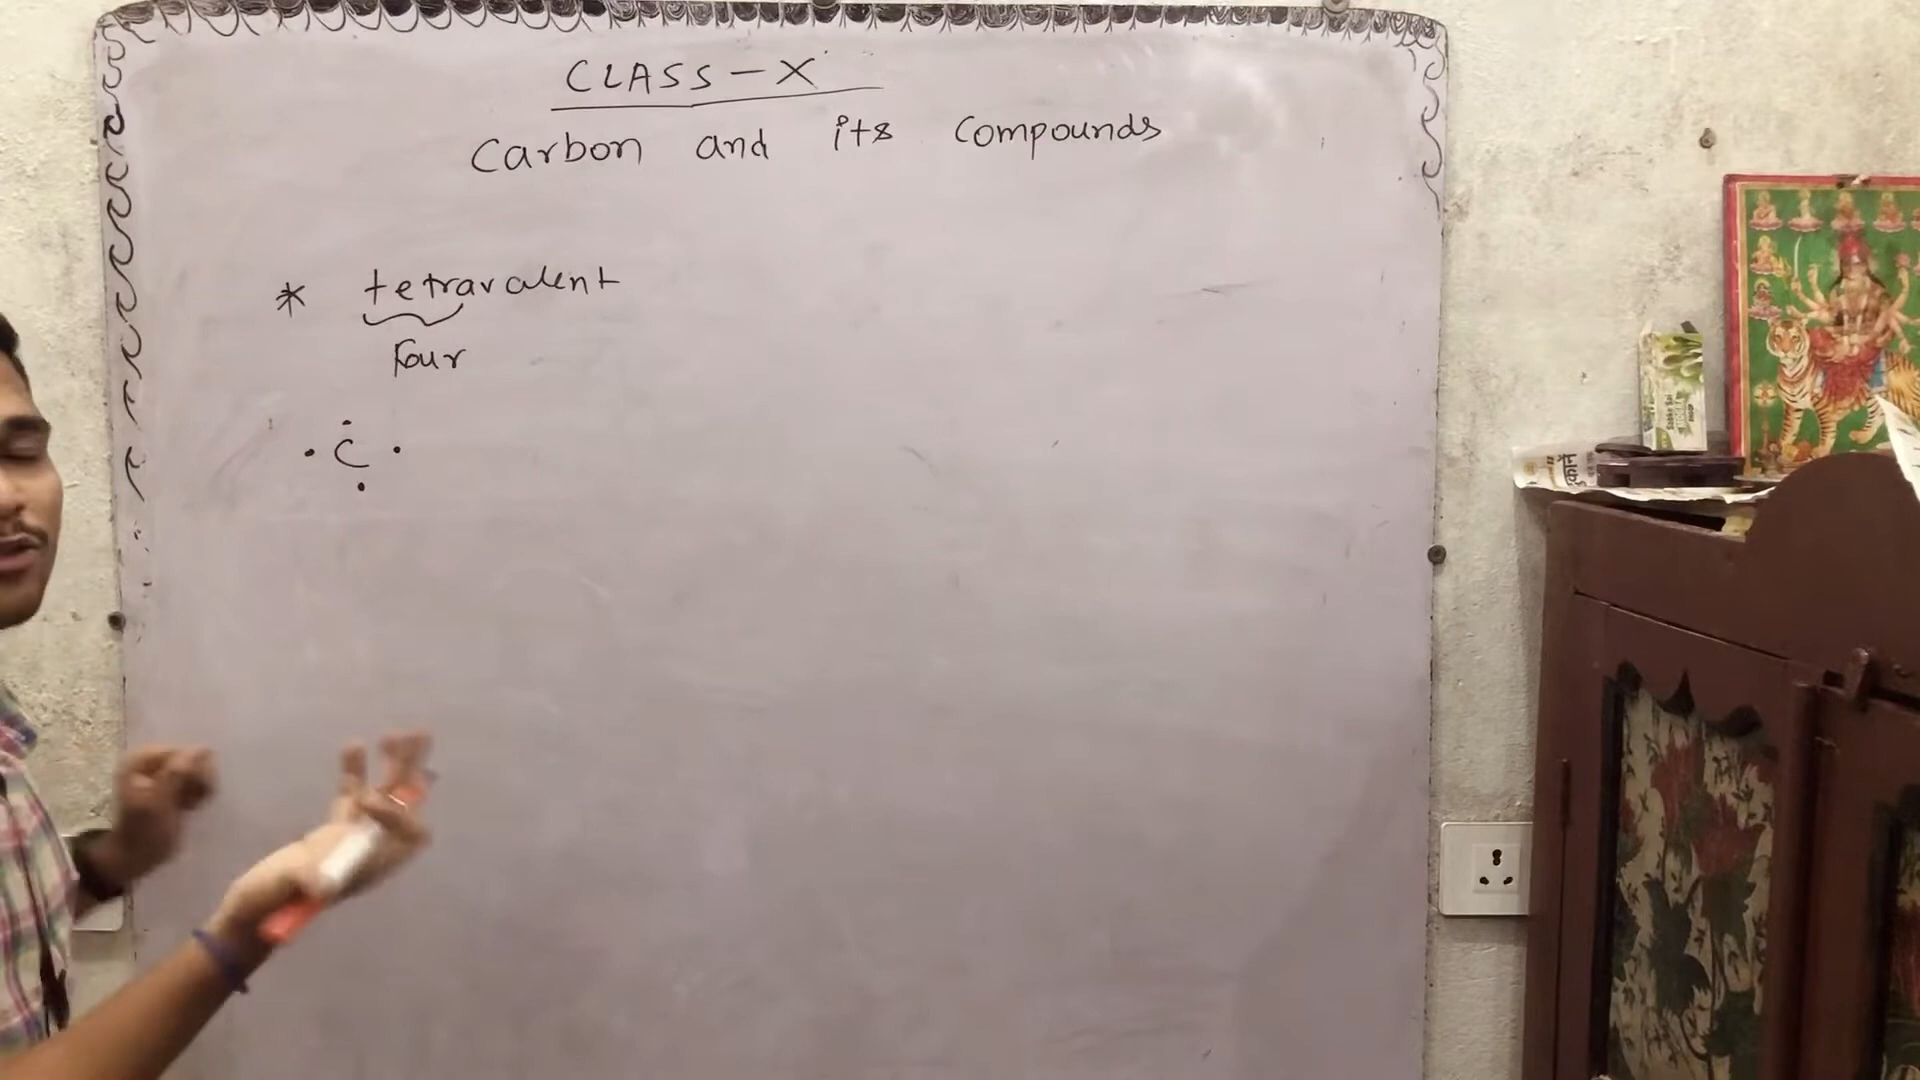 CLASS - X
Carbon and its Compounds
* tetravalent
Four
C